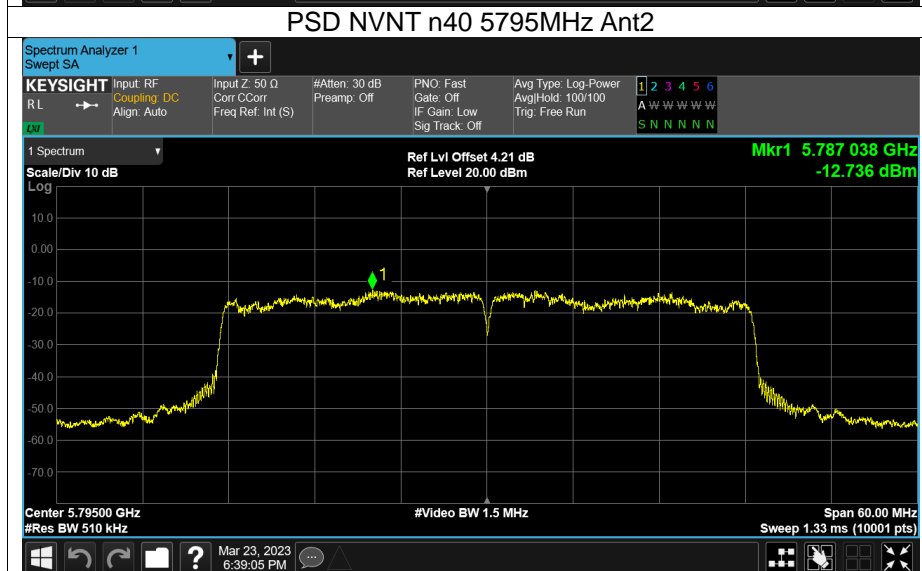 PSD NVNT n40 5795MHz Ant2
Spectrum Analyzer 1
Swept SA
+
KEYSIGHT
RL
LXI
Input: RF
Coupling: DC
Align: Auto
Input Z: 50 Ω
Corr CCorr
Freq Ref: Int (S)
#Atten: 30 dB
Preamp: Off
PNO: Fast
Gate: Off
IF Gain: Low
Sig Track: Off
Avg Type: Log-Power
Avg|Hold: 100/100
Trig: Free Run
1 2 3 4 5 6
A W W W W W
S N N N N N
1 Spectrum
Scale/Div 10 dB
Ref Lvl Offset 4.21 dB
Ref Level 20.00 dBm
Mkr1 5.787 038 GHz
-12.736 dBm
Log
10.0
0.00
-10.0
-20.0
-30.0
-40.0
-50.0
-60.0
-70.0
1
Center 5.79500 GHz
#Res BW 510 kHz
#Video BW 1.5 MHz
Span 60.00 MHz
Sweep 1.33 ms (10001 pts)
?
Mar 23, 2023
6:39:05 PM